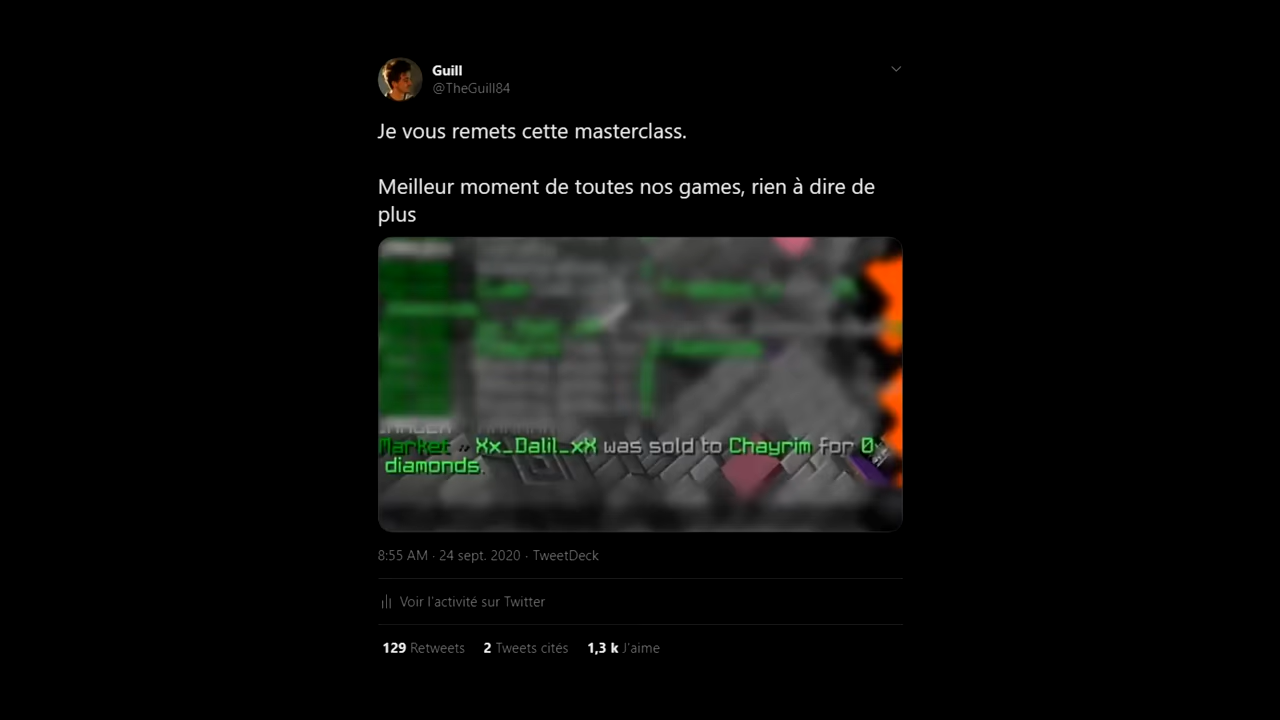 Guill
@TheGuill84
Je vous remets cette masterclass.
Meilleur moment de toutes nos games, rien à dire de
plus
Market » Xx_Dalil_xX was sold to Chayrim for 0
diamonds.
8:55 AM · 24 sept. 2020 · TweetDeck
Voir l'activité sur Twitter
129 Retweets 2 Tweets cités 1,3 k J'aime